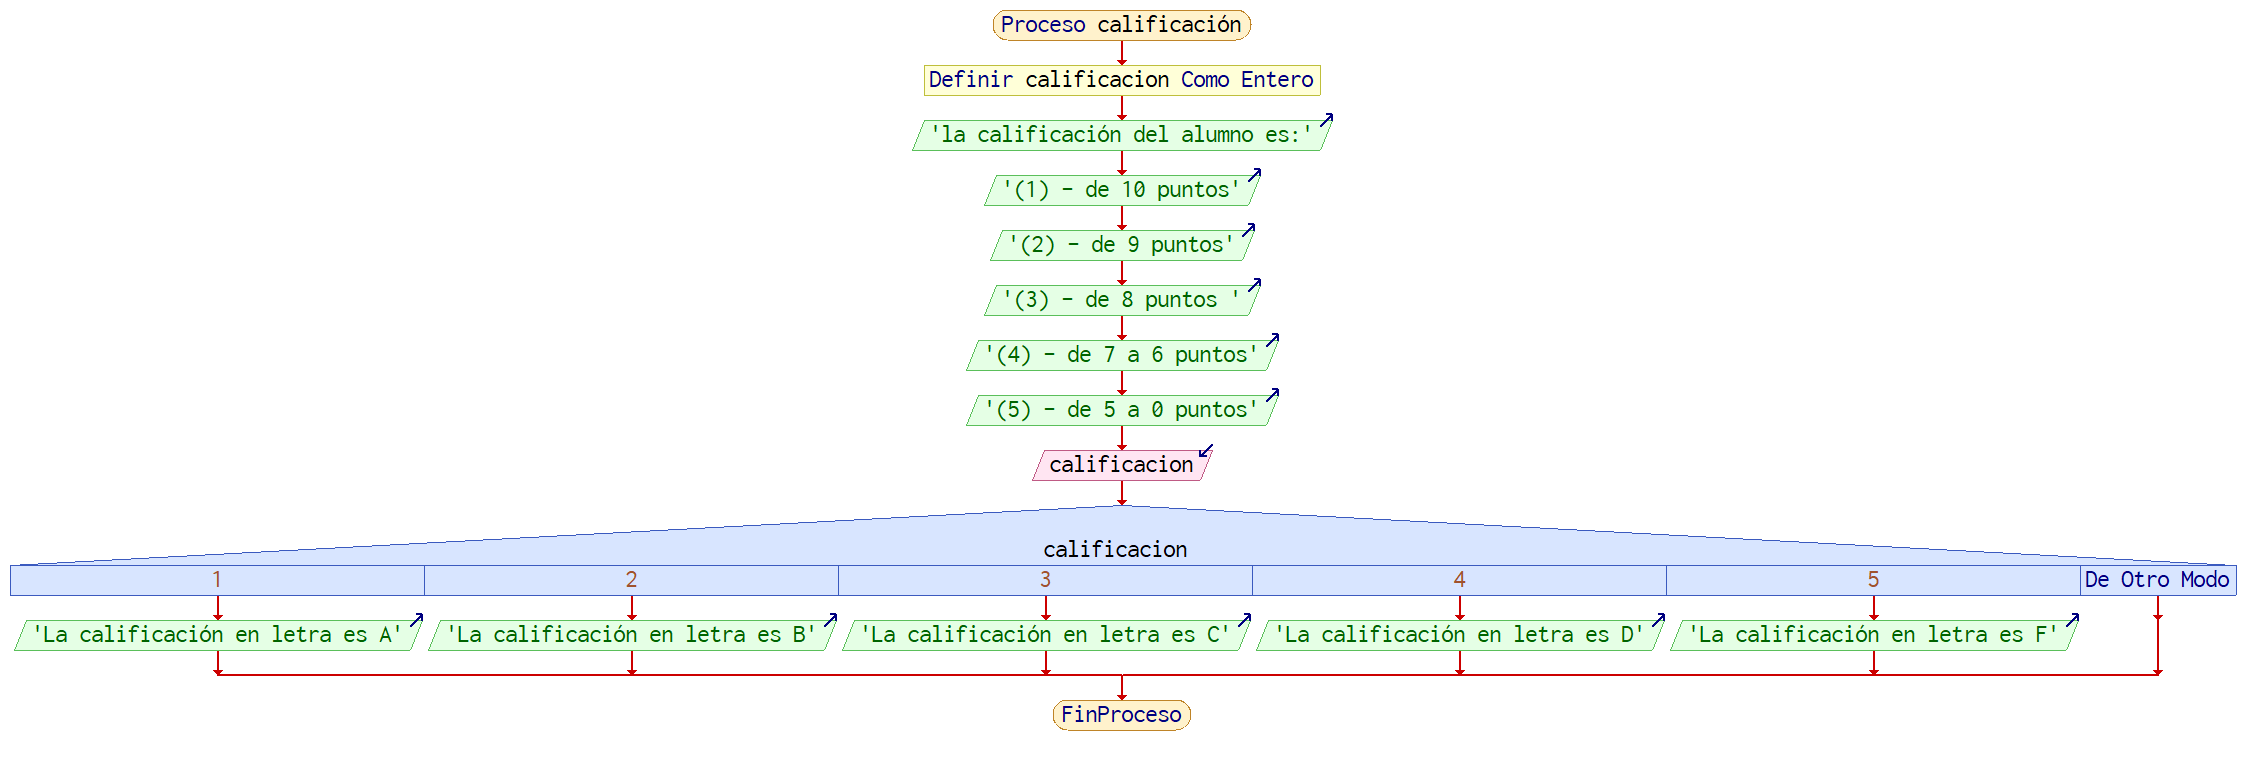 Proceso calificación
Definir calificacion Como Entero
'la calificación del alumno es:'
'(1) - de 10 puntos'
'(2) - de 9 puntos'
'(3) - de 8 puntos '
'(4) - de 7 a 6 puntos'
'(5) - de 5 a 0 puntos'
calificacion
calificacion
1 2 3 4 5 De Otro Modo
'La calificación en letra es A' 'La calificación en letra es B' 'La calificación en letra es C' 'La calificación en letra es D' 'La calificación en letra es F'
FinProceso